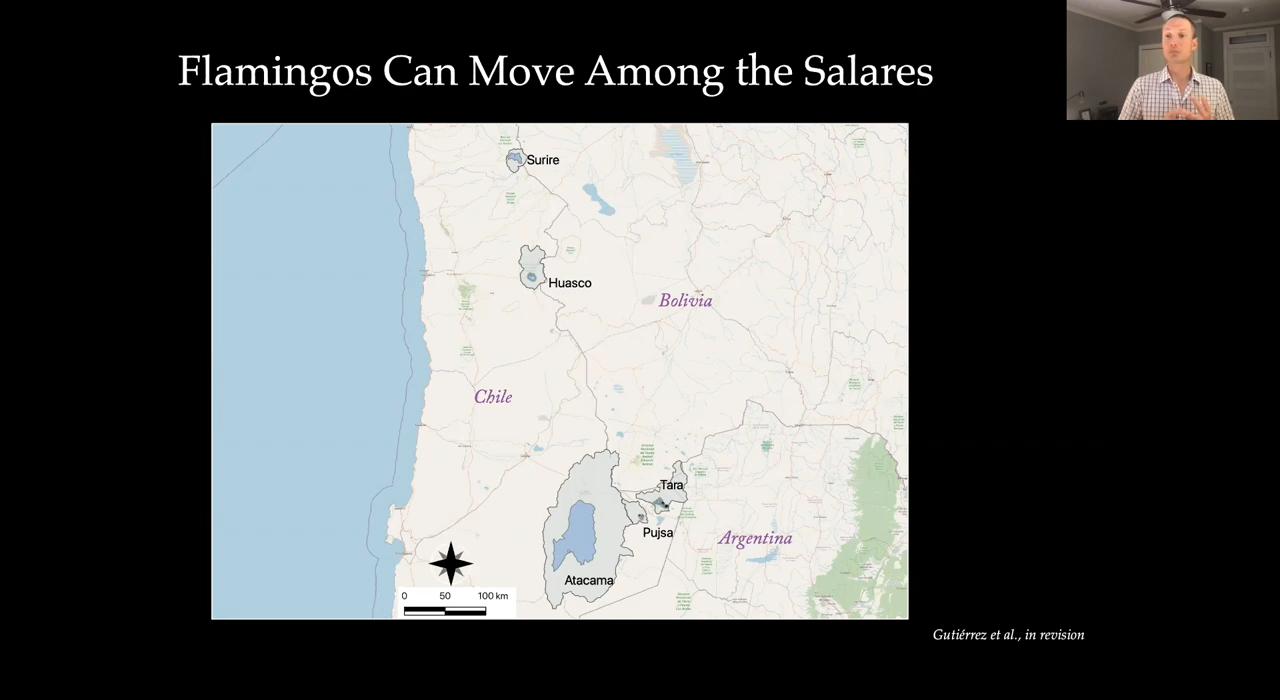 Flamingos Can Move Among the Salares
Surire
Huasco
Bolivia
Chile
Tara
Pujsa
Argentina
Atacama
0 50 100 km
Gutiérrez et al., in revision